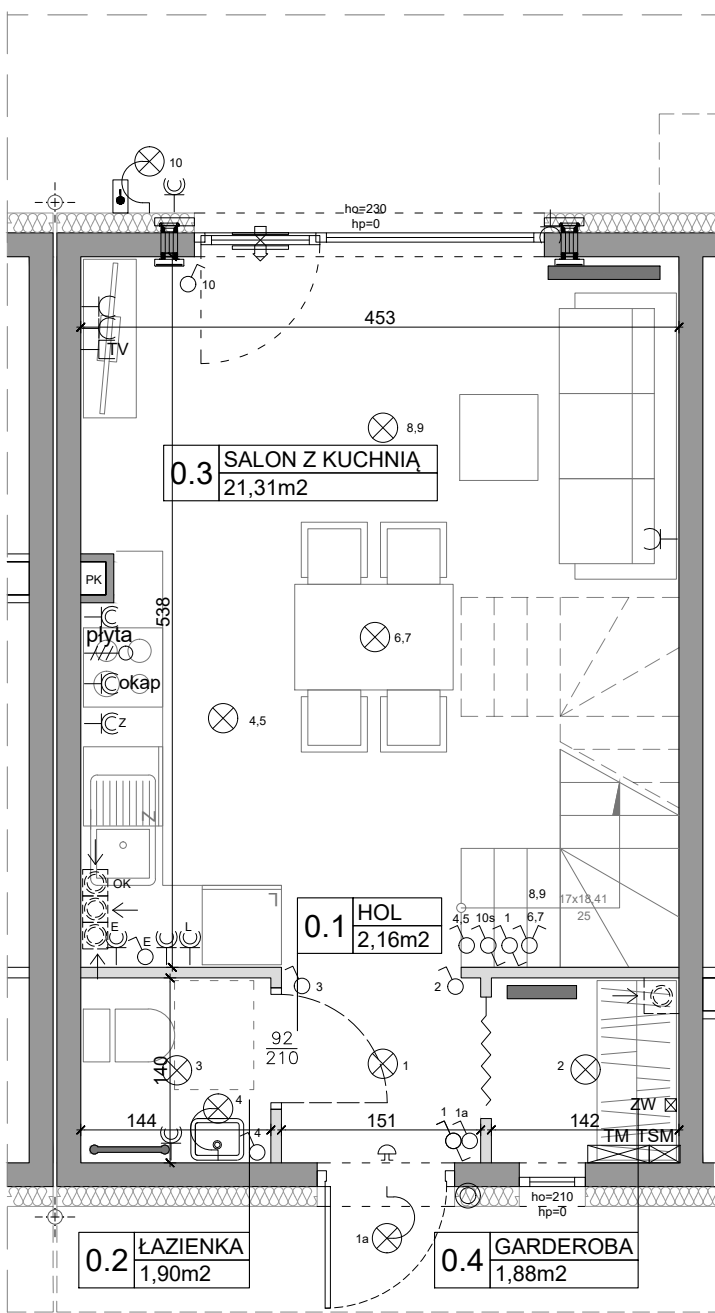 10
ho=230
hp=0
10
453
TV
8,9
0.3 SALON Z KUCHNIĄ
21,31m2
PK
538
płyta
6,7
okap
Z
4,5
Z
OK
8,9
17x18,41
25
0.1 HOL
2,16m2
E
E
L
4,5 10s 1 6,7
3
2
92
210
140
3
1
2
4
ZW
144
4
151
1 1a
142
TM TSM
ho=210
hp=0
1a
0.2 ŁAZIENKA
1,90m2
0.4 GARDEROBA
1,88m2